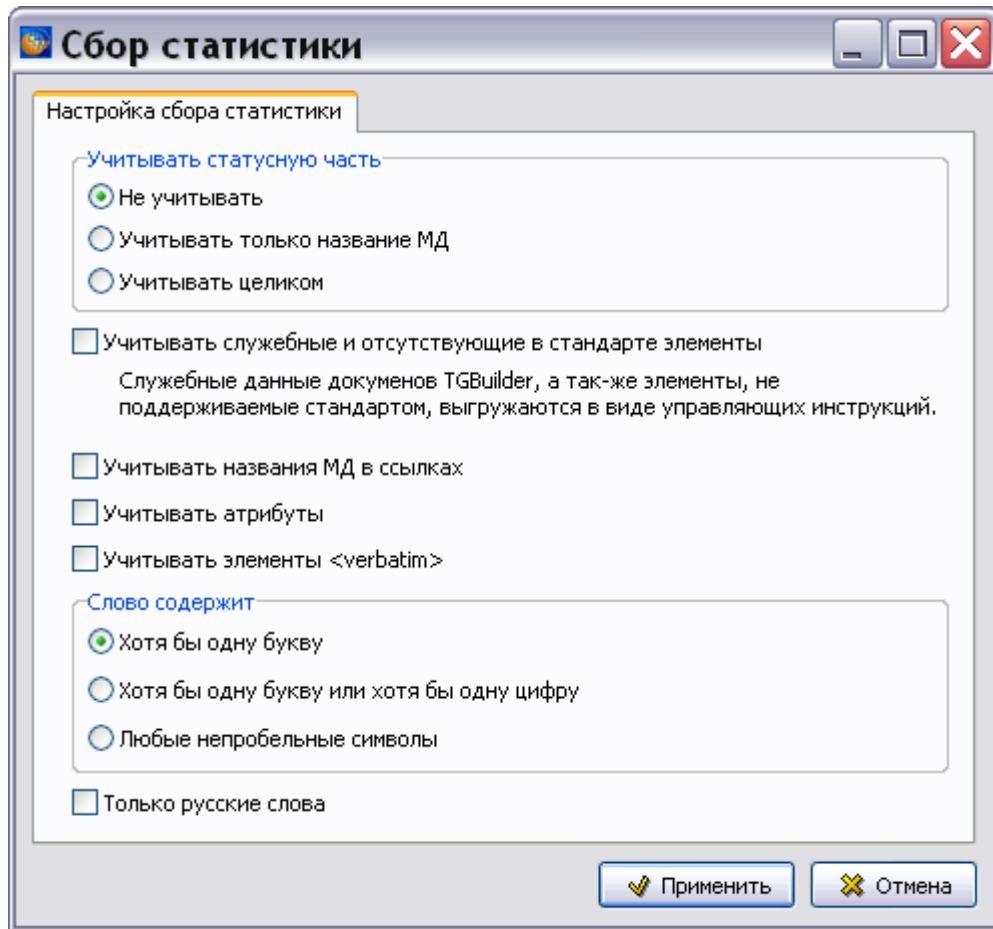 Сбор статистики
Настройка сбора статистики
Учитывать статусную часть
Не учитывать
Учитывать только название МД
Учитывать целиком
Учитывать служебные и отсутствующие в стандарте элементы
Служебные данные докуменов TGBuilder, а так-же элементы, не
поддерживаемые стандартом, выгружаются в виде управляющих инструкций.
Учитывать названия МД в ссылках
Учитывать атрибуты
Учитывать элементы <verbatim>
Слово содержит
Хотя бы одну букву
Хотя бы одну букву или хотя бы одну цифру
Любые непробельные символы
Только русские слова
Применить
Отмена